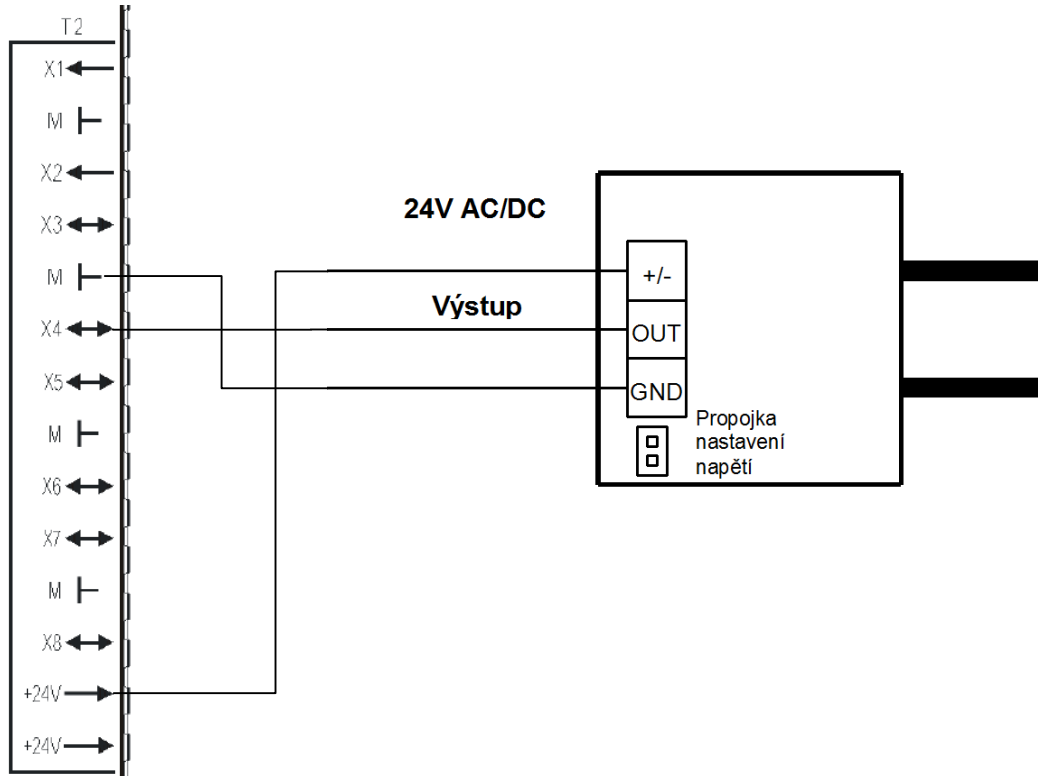 T2
X1
M
X2
X3
M
X4
X5
M
X6
X7
M
X8
+24V
+24V
24V AC/DC
Výstup
+/-
OUT
GND
Propojka
nastavení
napětí